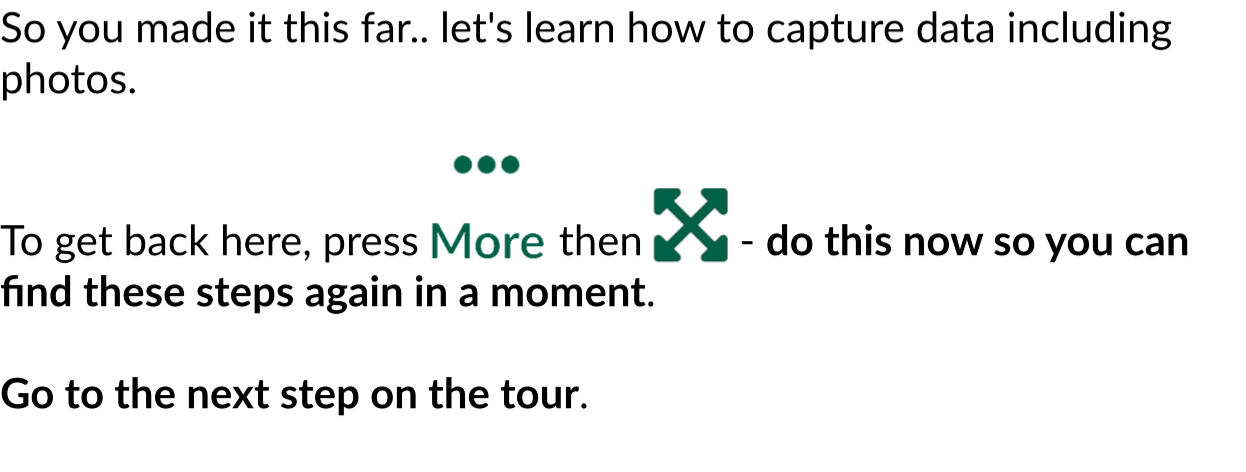 So you made it this far.. let's learn how to capture data including
photos.
To get back here, press More then - do this now so you can
find these steps again in a moment.
Go to the next step on the tour.